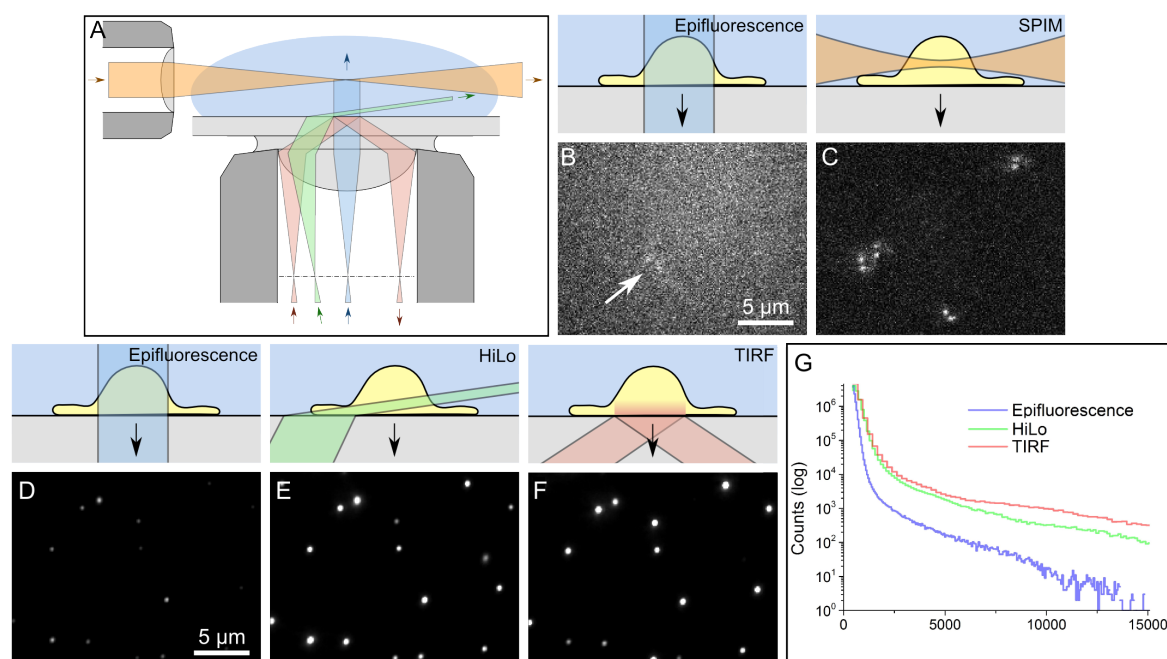 A
Epifluorescence
SPIM
B
5 µm
C
Epifluorescence
HiLo
TIRF
D
5 µm
E
F
G
Counts (log)
10⁶
10⁵
10⁴
10³
10²
10¹
10⁰
Epifluorescence
HiLo
TIRF
0
5000
10000
15000